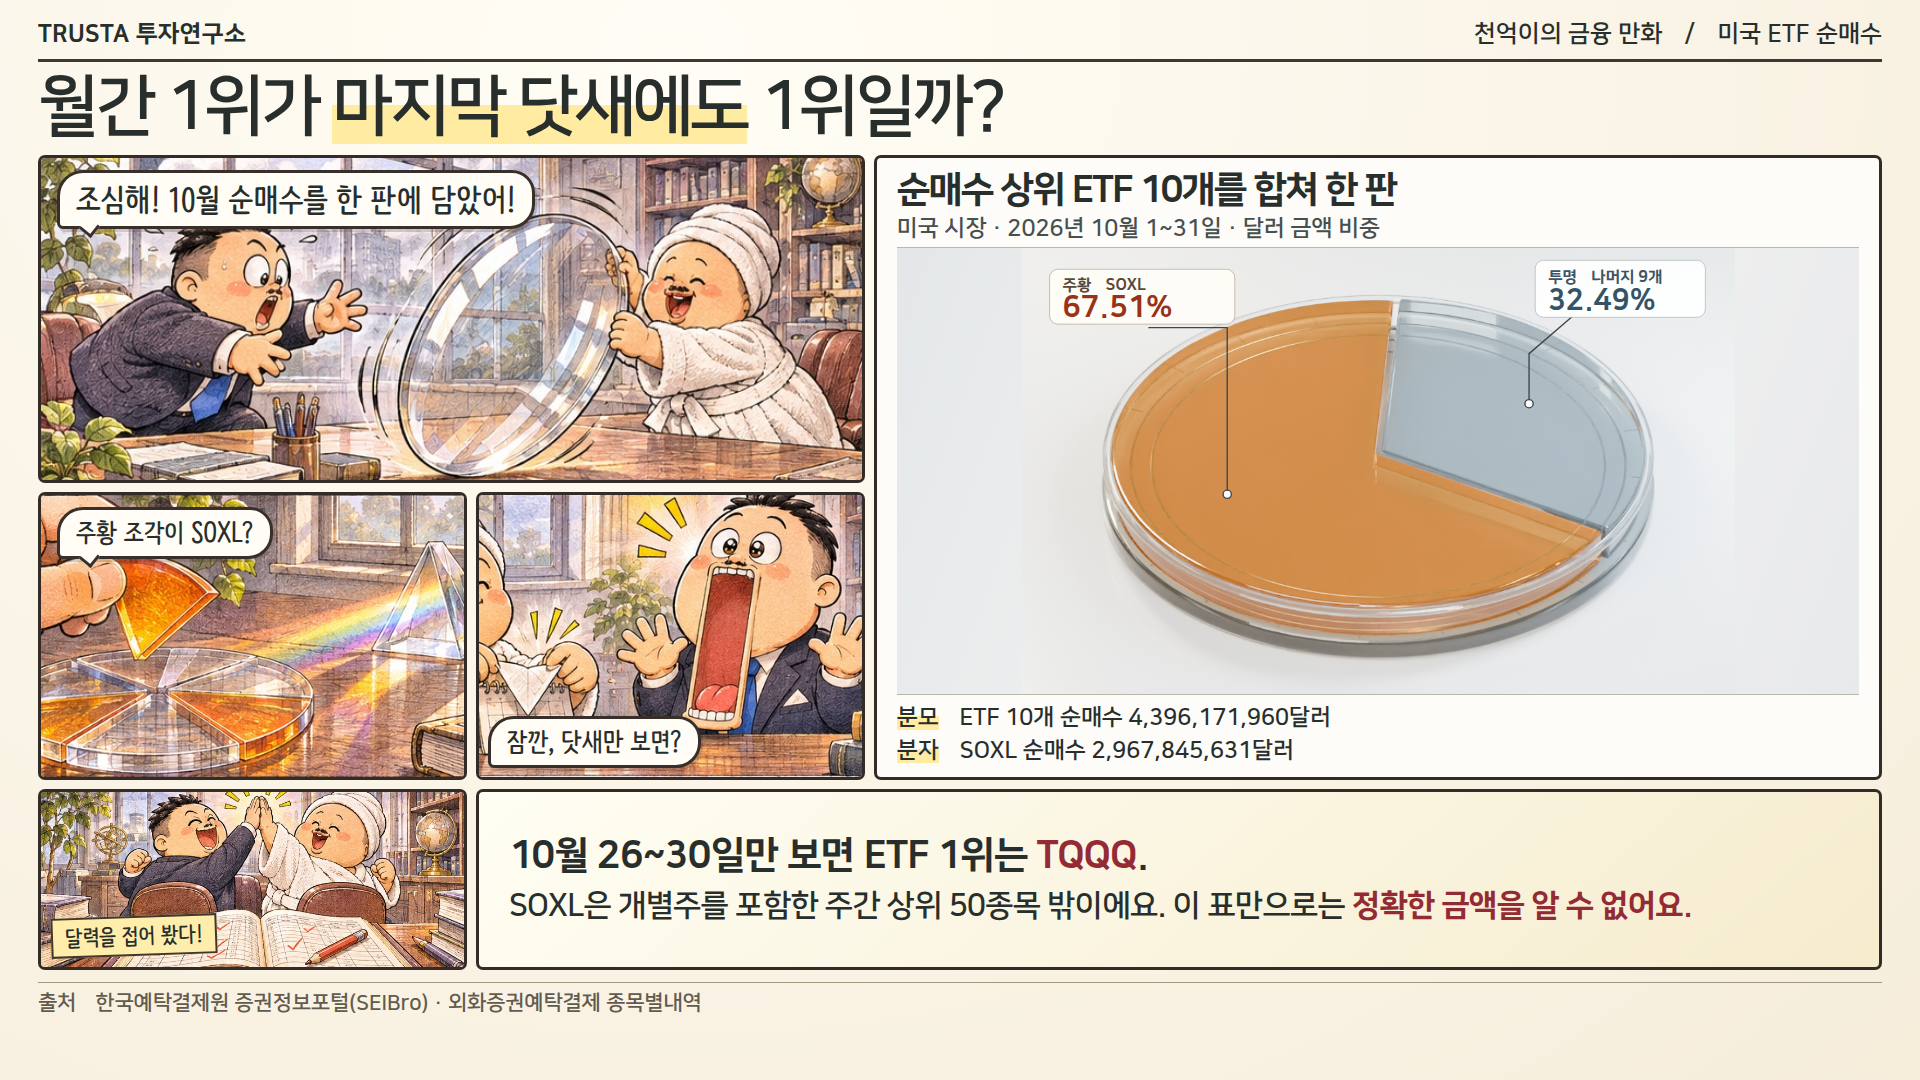 TRUSTA 투자연구소
천억이의 금융 만화 / 미국 ETF 순매수
월간 1위가 마지막 닷새에도 1위일까?
조심해! 10월 순매수를 한 판에 담았어!
주황 조각이 SOXL?
잠깐, 닷새만 보면?
순매수 상위 ETF 10개를 합쳐 한 판
미국 시장 · 2026년 10월 1~31일 · 달러 금액 비중
주황 SOXL
67.51%
투명 나머지 9개
32.49%
분모 ETF 10개 순매수 4,396,171,960달러
분자 SOXL 순매수 2,967,845,631달러
달력을 접어 봤다!
10월 26~30일만 보면 ETF 1위는 TQQQ.
SOXL은 개별주를 포함한 주간 상위 50종목 밖이에요. 이 표만으로는 정확한 금액을 알 수 없어요.
출처 한국예탁결제원 증권정보포털(SEIBro) · 외화증권예탁결제 종목별내역